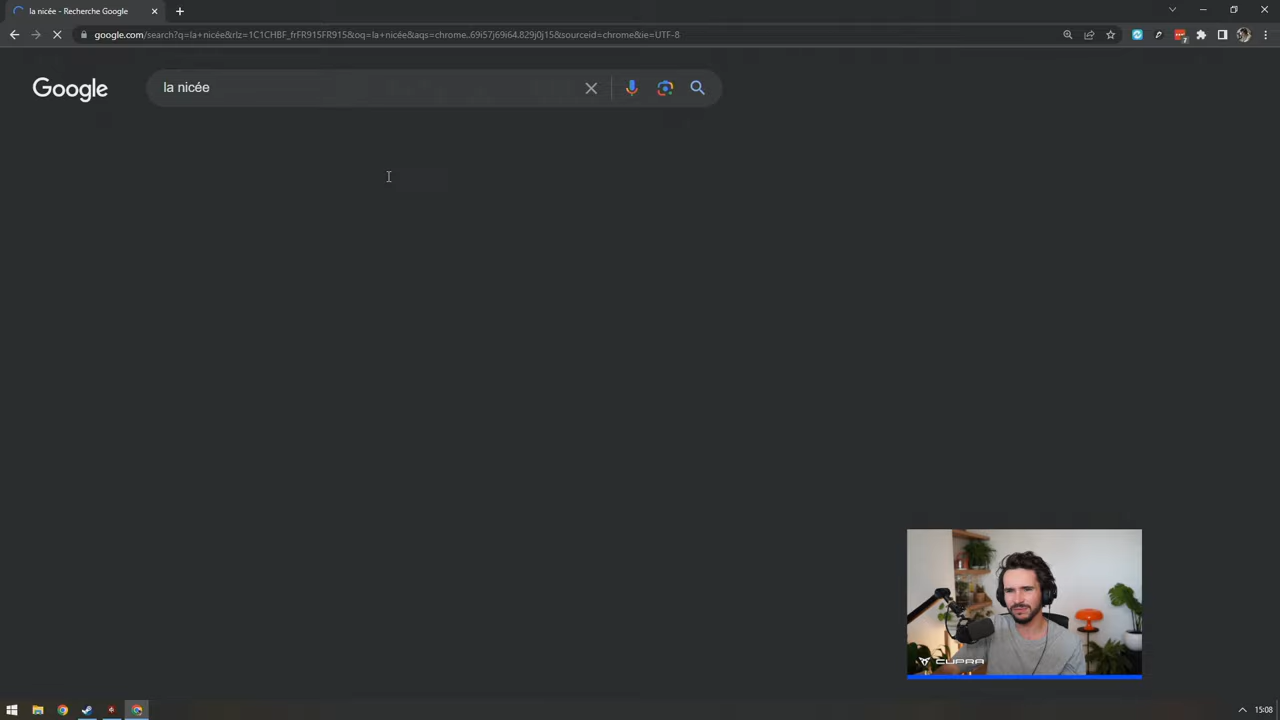 la nicée - Recherche Google
google.com/search?q=la+nicée&rlz=1C1CHBF_frFR915FR915&oq=la+nicée&aqs=chrome..69i57j69i64.829j0j15&sourceid=chrome&ie=UTF-8
Google
la nicée
CUPRA
15:08